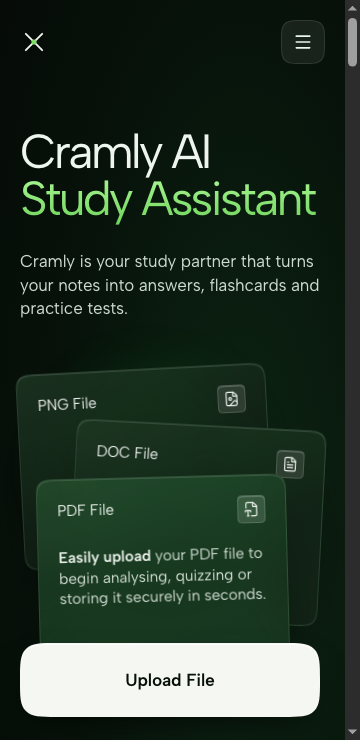 Cramly AI
Study Assistant
Cramly is your study partner that turns
your notes into answers, flashcards and
practice tests.
PNG File
DOC File
PDF File
Easily upload your PDF file to
begin analysing, quizzing or
storing it securely in seconds.
Upload File